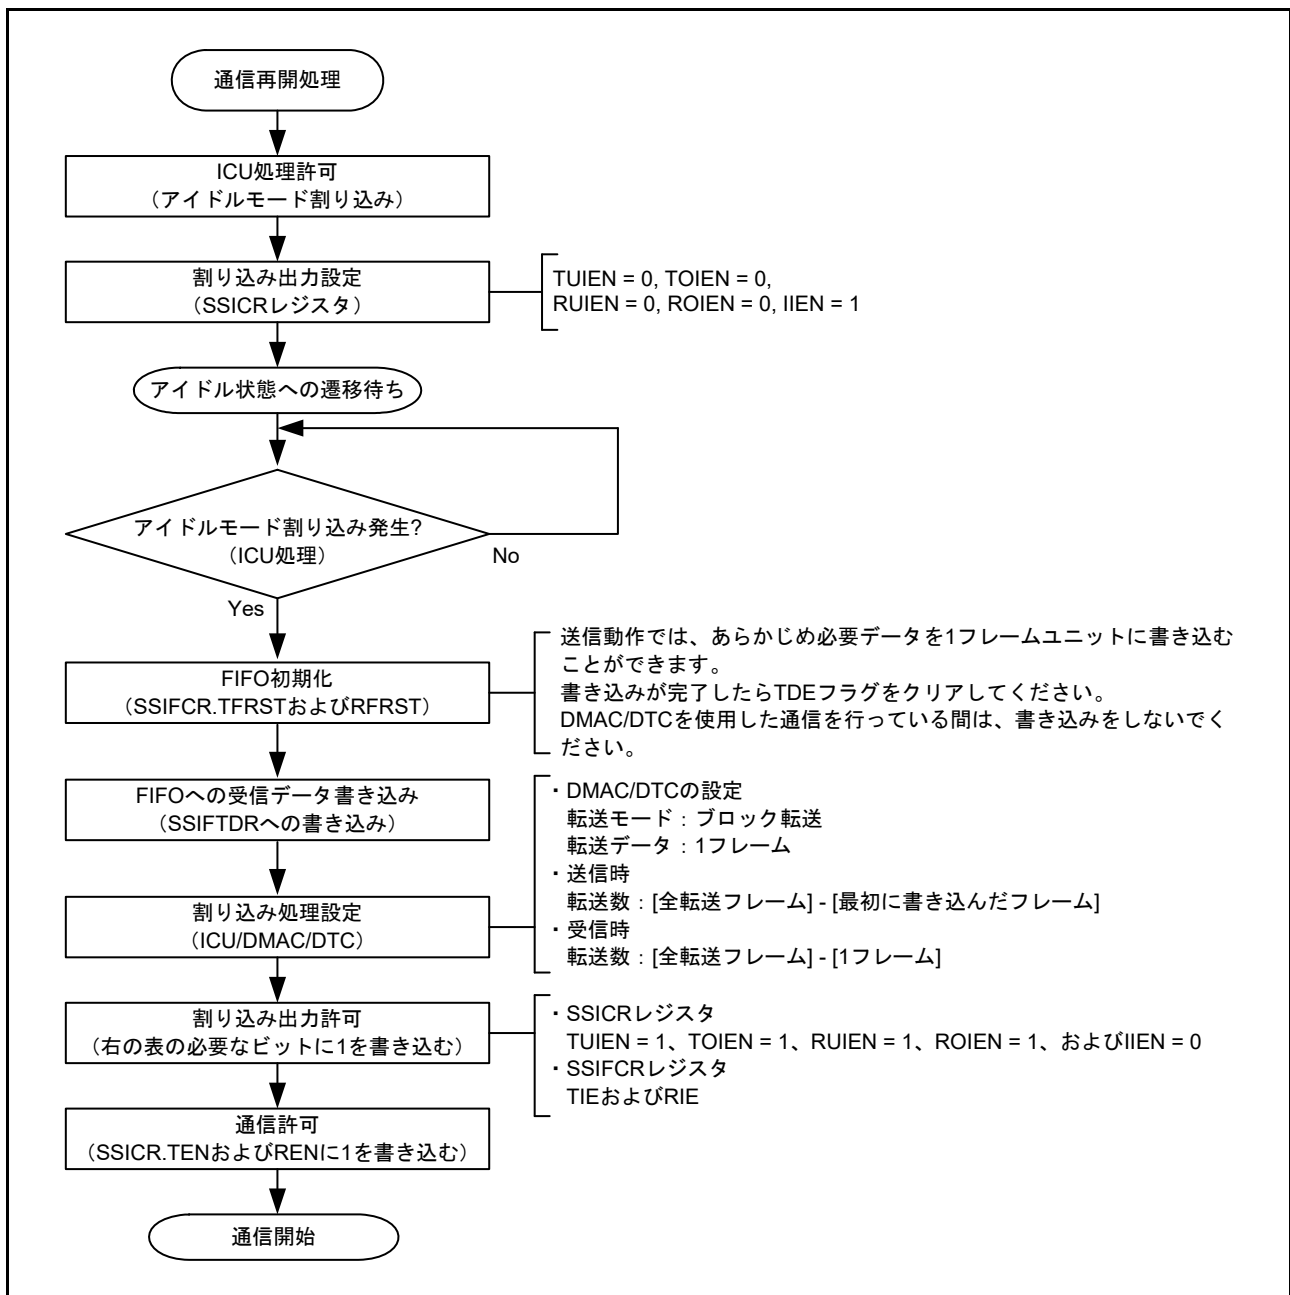 通信再開処理
ICU処理許可
（アイドルモード割り込み）
割り込み出力設定
（SSICRレジスタ）
TUIEN = 0, TOIEN = 0,
RUIEN = 0, ROIEN = 0, IIEN = 1
アイドル状態への遷移待ち
アイドルモード割り込み発生?
（ICU処理）
No
Yes
FIFO初期化
（SSIFCR.TFRSTおよびRFRST）
送信動作では、あらかじめ必要データを1フレームユニットに書き込む
ことができます。
書き込みが完了したらTDEフラグをクリアしてください。
DMAC/DTCを使用した通信を行っている間は、書き込みをしないでく
ださい。
FIFOへの受信データ書き込み
（SSIFTDRへの書き込み）
割り込み処理設定
（ICU/DMAC/DTC）
・DMAC/DTCの設定
転送モード：ブロック転送
転送データ：1フレーム
・送信時
転送数：[全転送フレーム] - [最初に書き込んだフレーム]
・受信時
転送数：[全転送フレーム] - [1フレーム]
割り込み出力許可
（右の表の必要なビットに1を書き込む）
・SSICRレジスタ
TUIEN = 1、TOIEN = 1、RUIEN = 1、ROIEN = 1、およびIIEN = 0
・SSIFCRレジスタ
TIEおよびRIE
通信許可
（SSICR.TENおよびRENに1を書き込む）
通信開始